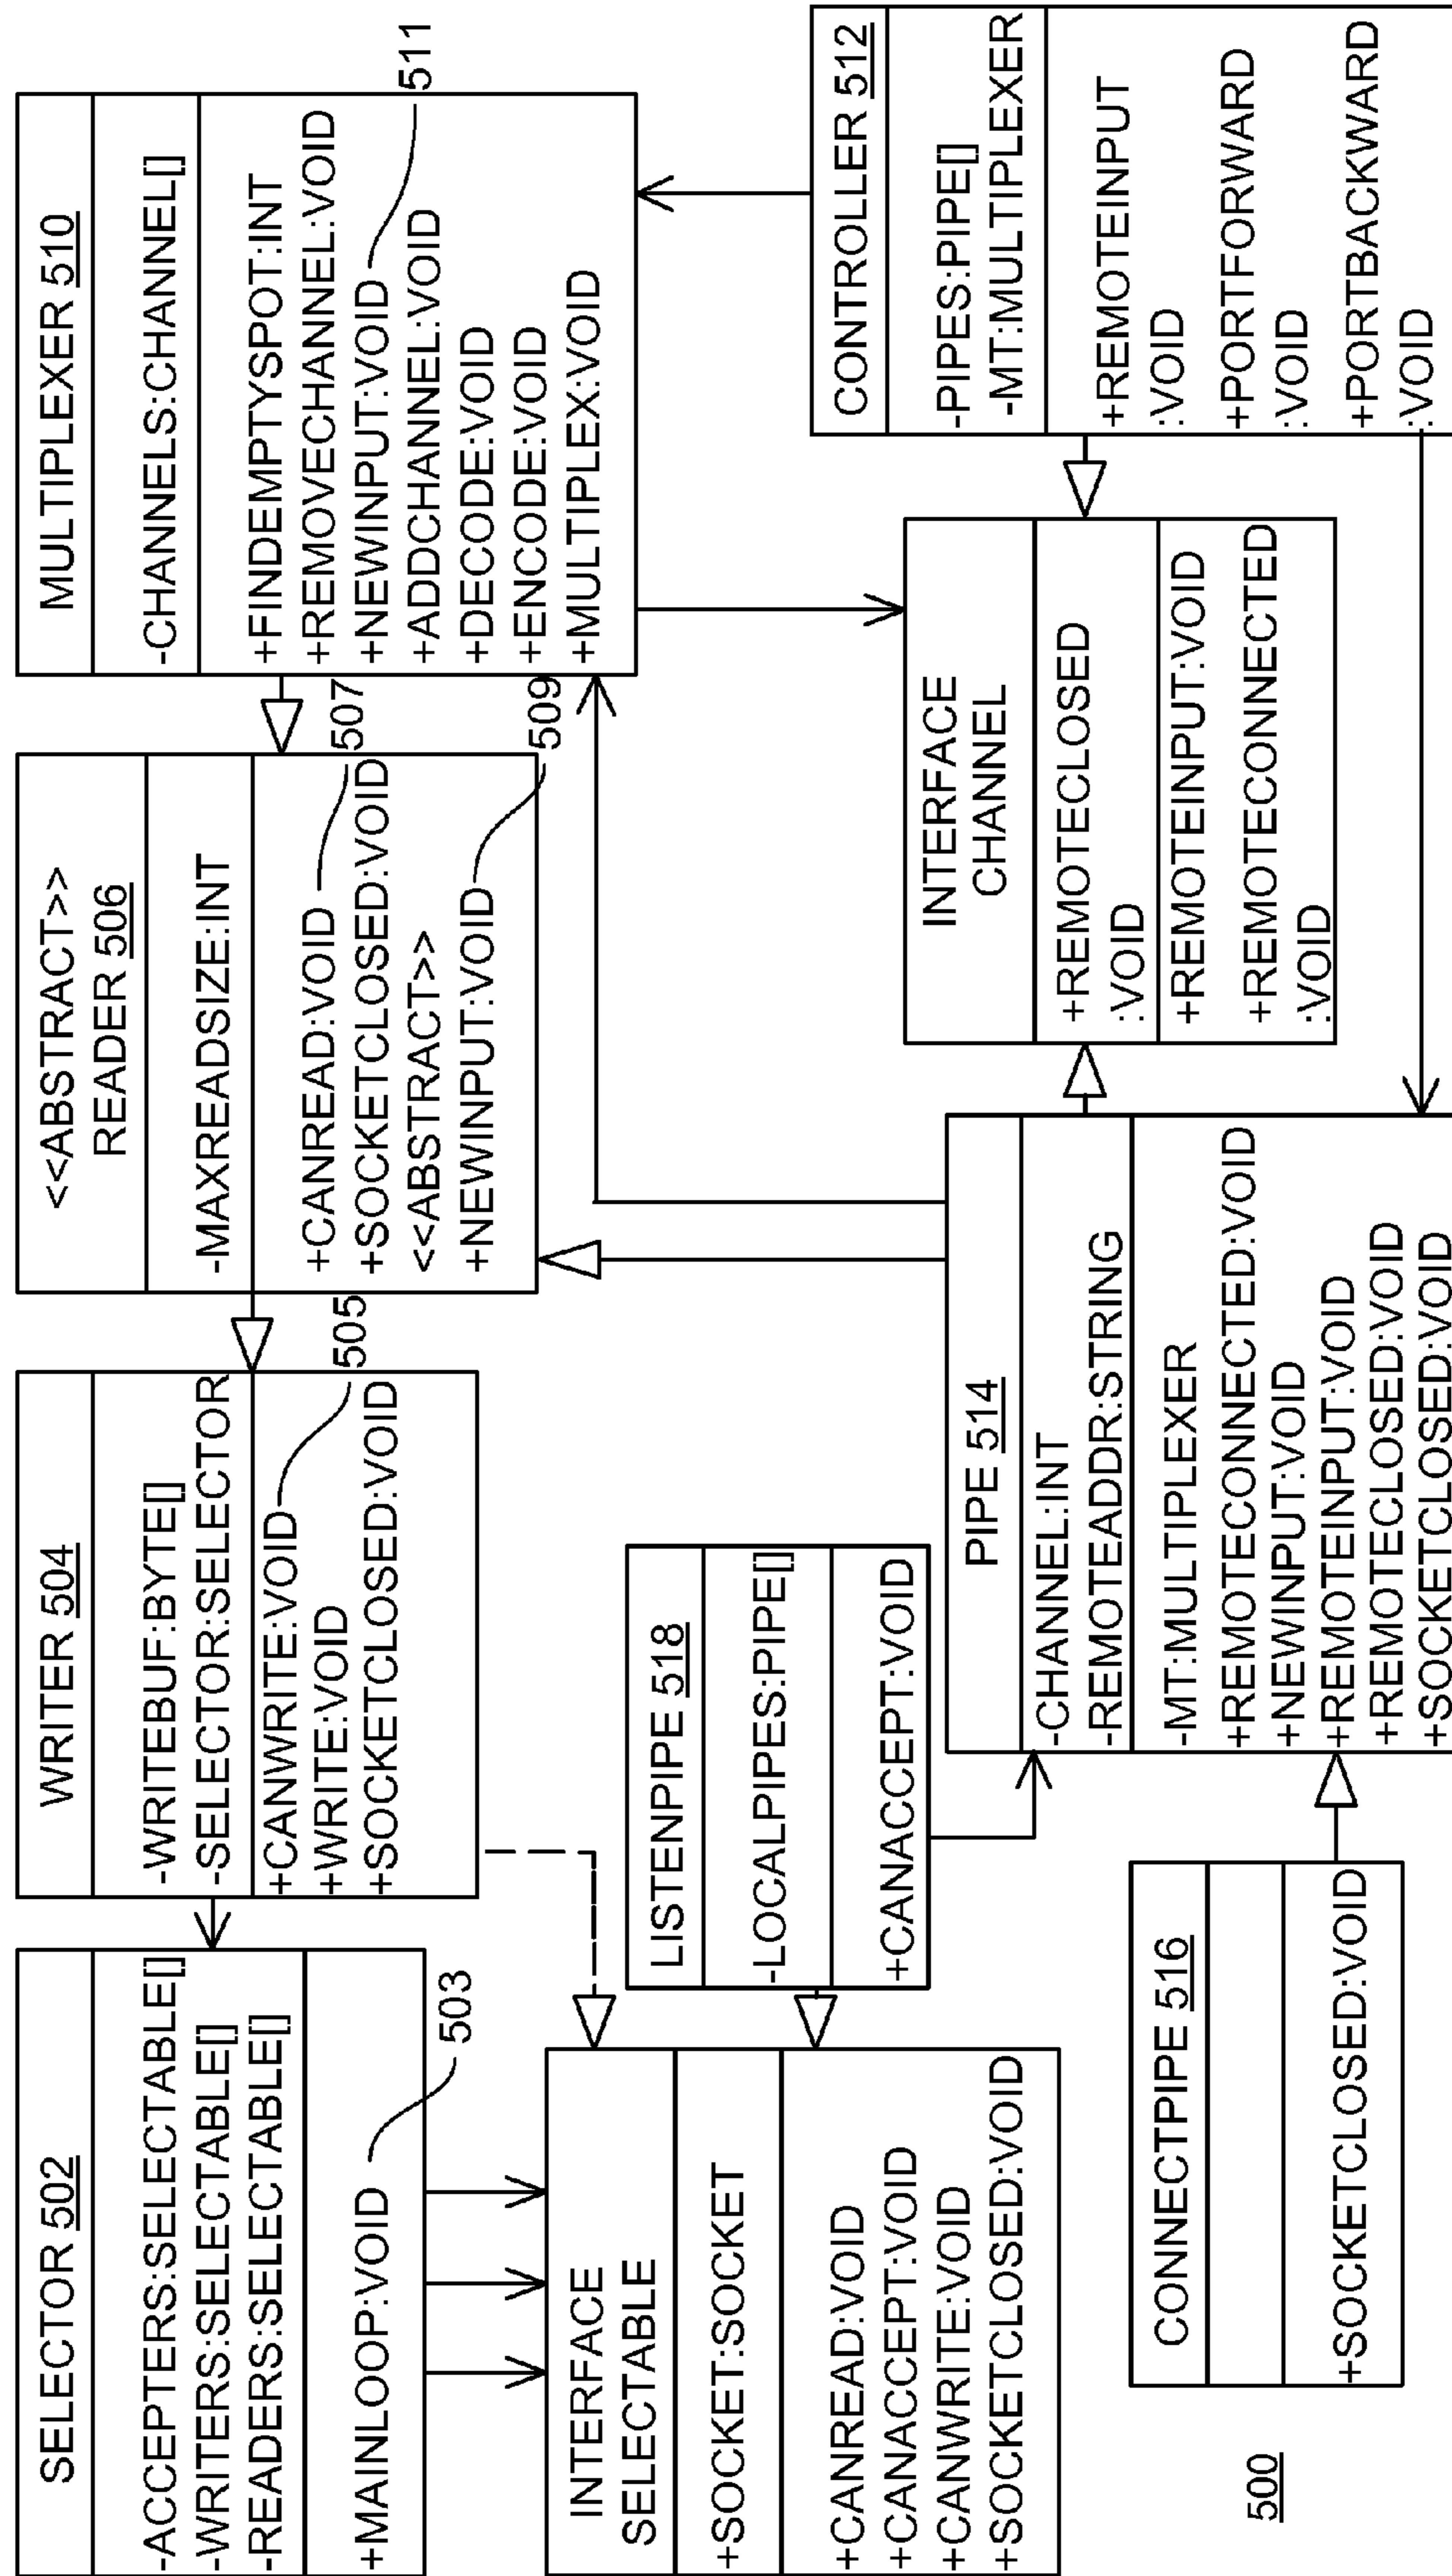 SELECTOR 502
-ACCEPTERS:SELECTABLE[]
-WRITERS:SELECTABLE[]
-READERS:SELECTABLE[]
+MAINLOOP:VOID
503
WRITER 504
-WRITEBUF:BYTE[]
-SELECTOR:SELECTOR
+CANWRITE:VOID
+WRITE:VOID
+SOCKETCLOSED:VOID
505
<<ABSTRACT>>
READER 506
-MAXREADSIZE:INT
+CANREAD:VOID
+SOCKETCLOSED:VOID
<<ABSTRACT>>
+NEWINPUT:VOID
507
509
MULTIPLEXER 510
-CHANNELS:CHANNEL[]
+FINDEMPTYSPOT:INT
+REMOVECHANNEL:VOID
+NEWINPUT:VOID
+ADDCHANNEL:VOID
+DECODE:VOID
+ENCODE:VOID
+MULTIPLEX:VOID
511
INTERFACE
SELECTABLE
+SOCKET:SOCKET
+CANREAD:VOID
+CANACCEPT:VOID
+CANWRITE:VOID
+SOCKETCLOSED:VOID
LISTENPIPE 518
-LOCALPIPES:PIPE[]
+CANACCEPT:VOID
INTERFACE
CHANNEL
+REMOTECLOSED
:VOID
+REMOTEINPUT:VOID
+REMOTECONNECTED
:VOID
CONTROLLER 512
-PIPES:PIPE[]
-MT:MULTIPLEXER
+REMOTEINPUT
:VOID
+PORTFORWARD
:VOID
+PORTBACKWARD
:VOID
CONNECTPIPE 516
+SOCKETCLOSED:VOID
PIPE 514
-CHANNEL:INT
-REMOTEADDR:STRING
-MT:MULTIPLEXER
+REMOTECONNECTED:VOID
+NEWINPUT:VOID
+REMOTEINPUT:VOID
+REMOTECLOSED:VOID
+SOCKETCLOSED:VOID
500